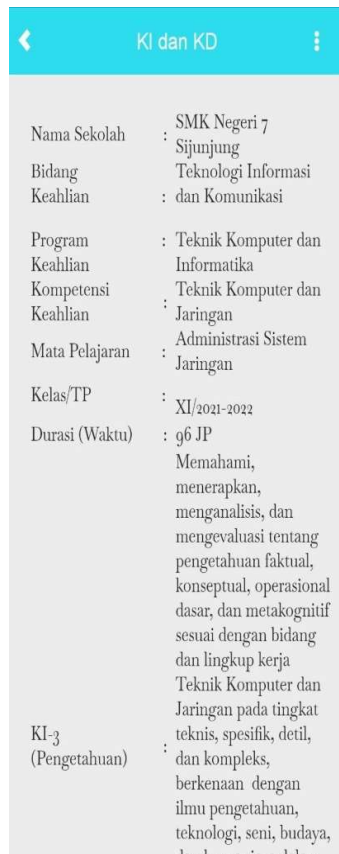 KI dan KD
Nama Sekolah : SMK Negeri 7
Sijunjung
Bidang Teknologi Informasi
Keahlian : dan Komunikasi
Program : Teknik Komputer dan
Keahlian Informatika
Kompetensi Teknik Komputer dan
Keahlian : Jaringan
Mata Pelajaran : Administrasi Sistem
Jaringan
Kelas/TP :
XI/2021-2022
Durasi (Waktu) : 96 JP
Memahami,
menerapkan,
menganalisis, dan
mengevaluasi tentang
pengetahuan faktual,
konseptual, operasional
dasar, dan metakognitif
sesuai dengan bidang
dan lingkup kerja
Teknik Komputer dan
Jaringan pada tingkat
KI-3 teknis, spesifik, detil,
(Pengetahuan) : dan kompleks,
berkenaan dengan
ilmu pengetahuan,
teknologi, seni, budaya,